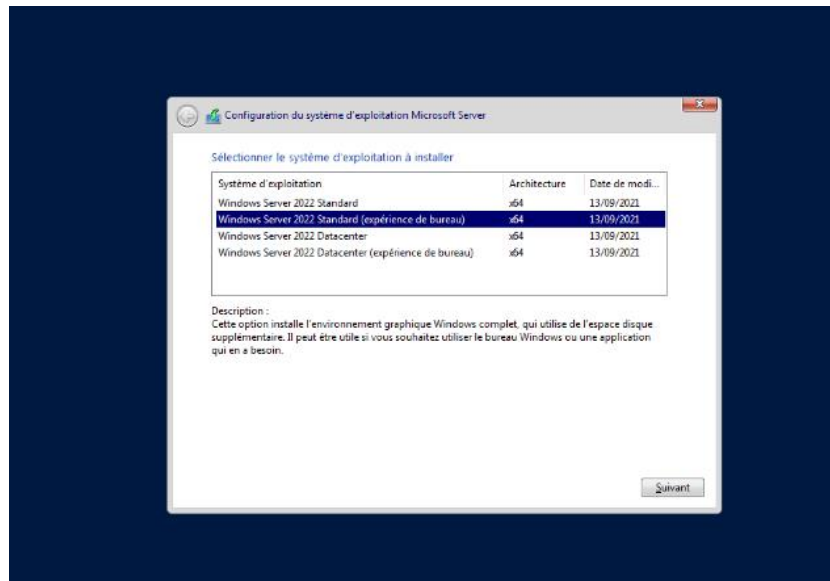 Configuration du système d'exploitation Microsoft Server
Sélectionner le système d'exploitation à installer
Système d'exploitation Architecture Date de modi...
Windows Server 2022 Standard x64 13/09/2021
Windows Server 2022 Standard (expérience de bureau) x64 13/09/2021
Windows Server 2022 Datacenter x64 13/09/2021
Windows Server 2022 Datacenter (expérience de bureau) x64 13/09/2021
Description :
Cette option installe l'environnement graphique Windows complet, qui utilise de l'espace disque
supplémentaire. Il peut être utile si vous souhaitez utiliser le bureau Windows ou une application
qui en a besoin.
Suivant